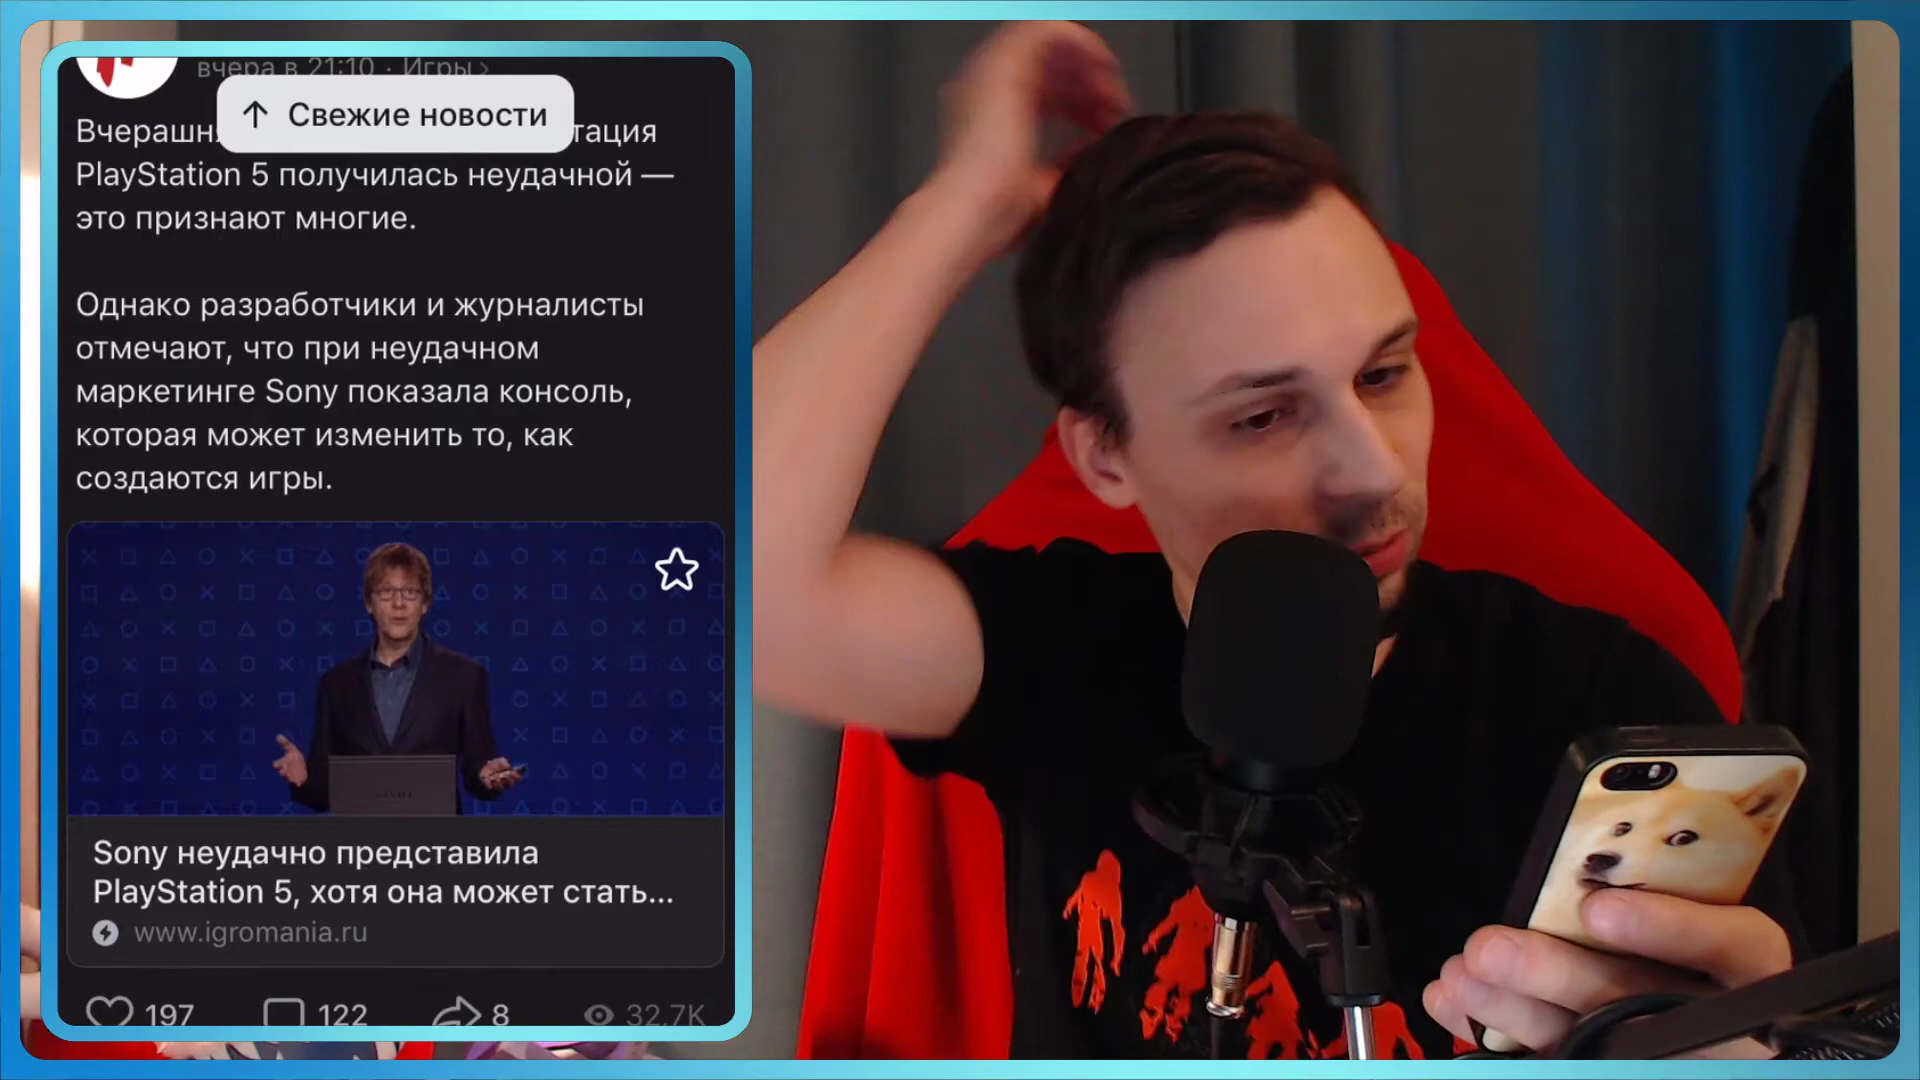 вчера в 21:10 · Игры
Свежие новости
PlayStation 5 получилась неудачной —
это признают многие.
Однако разработчики и журналисты
отмечают, что при неудачном
маркетинге Sony показала консоль,
которая может изменить то, как
создаются игры.
Sony неудачно представила
PlayStation 5, хотя она может стать...
www.igromania.ru
197 122 8 32,7K